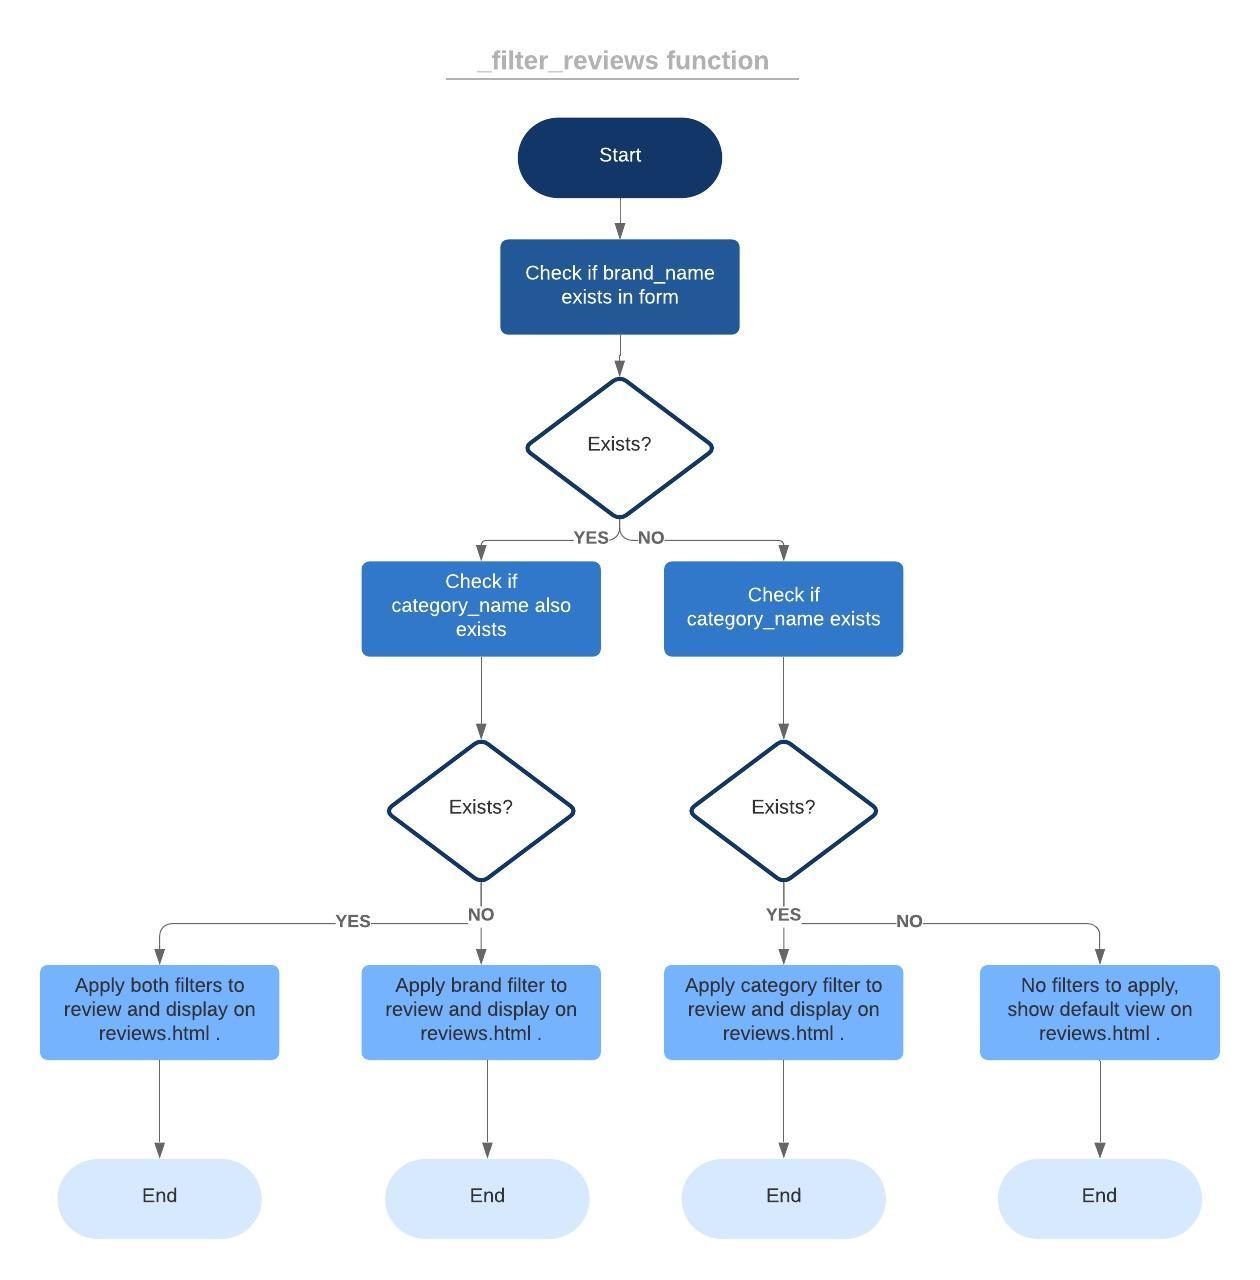 _filter_reviews function
Start
Check if brand_name
exists in form
Exists?
YES NO
Check if
category_name also
exists
Check if
category_name exists
Exists?
Exists?
YES
NO
YES
NO
Apply both filters to
review and display on
reviews.html .
Apply brand filter to
review and display on
reviews.html .
Apply category filter to
review and display on
reviews.html .
No filters to apply,
show default view on
reviews.html .
End
End
End
End